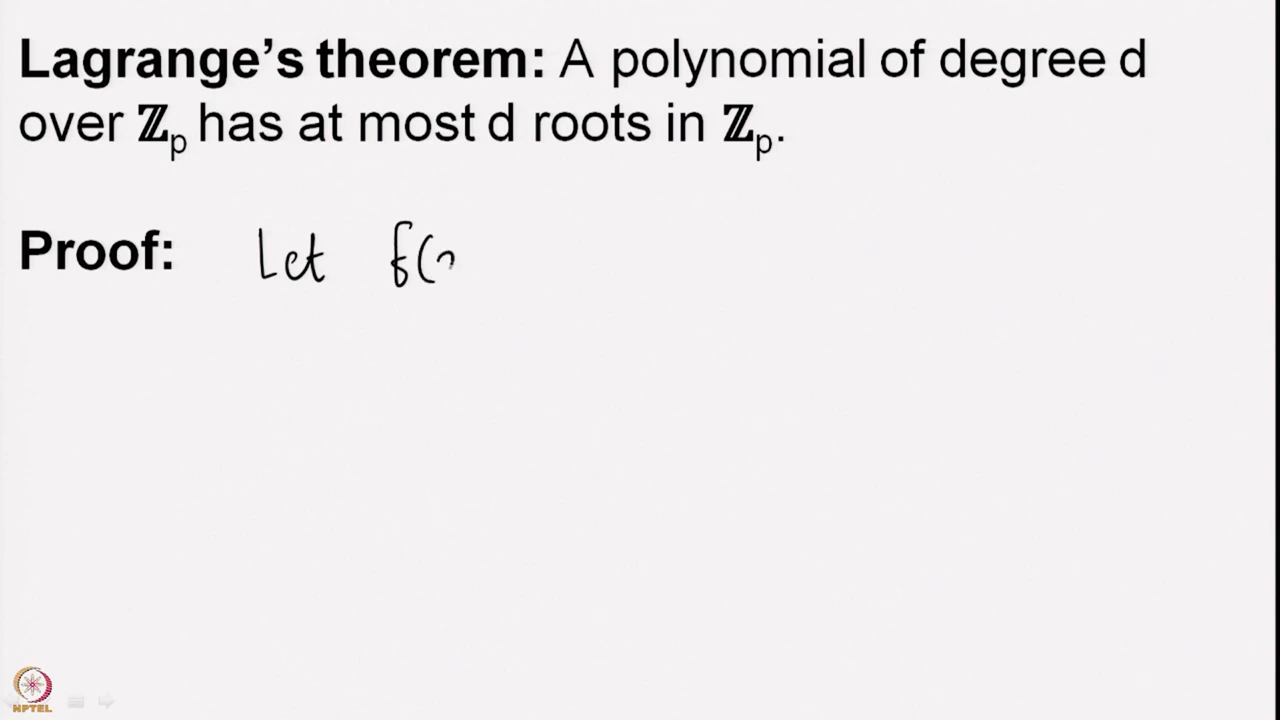 Lagrange's theorem: A polynomial of degree d
over ℤₚ has at most d roots in ℤₚ.
Proof: Let f(
NPTEL